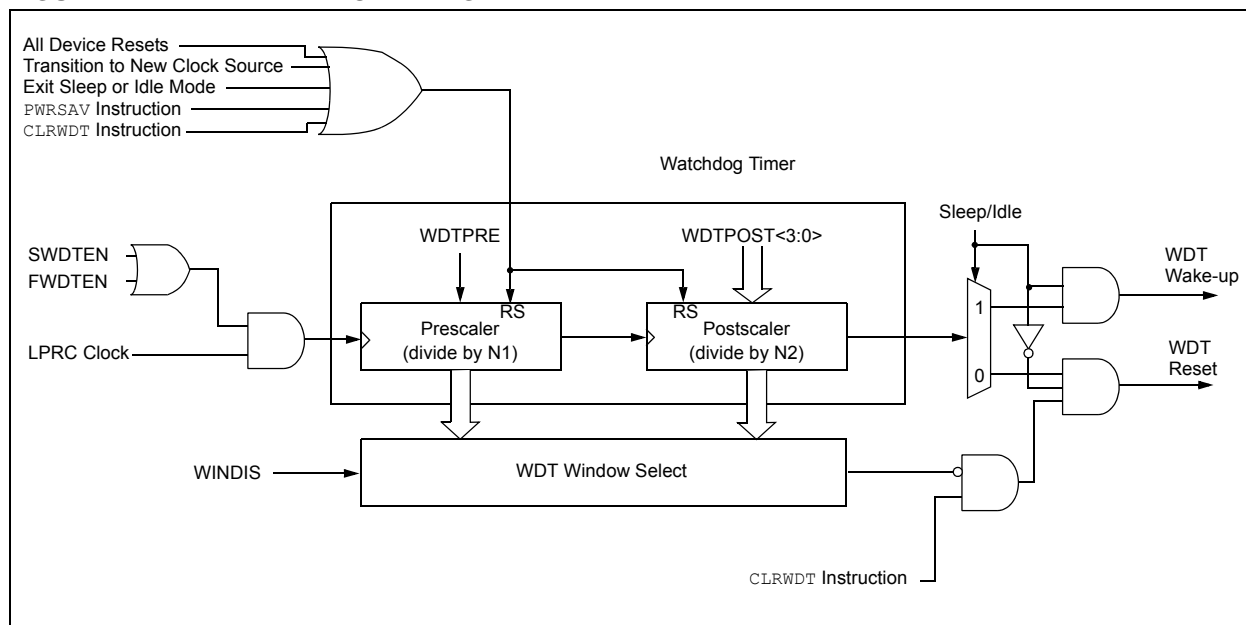 All Device Resets
Transition to New Clock Source
Exit Sleep or Idle Mode
PWRSAV Instruction
CLRWDT Instruction
Watchdog Timer
Sleep/Idle
SWDTEN
FWDTEN
WDTPRE
WDTPOST<3:0>
WDT
Wake-up
RS
RS
1
Prescaler
(divide by N1)
Postscaler
(divide by N2)
LPRC Clock
WDT
Reset
0
WINDIS
WDT Window Select
CLRWDT Instruction